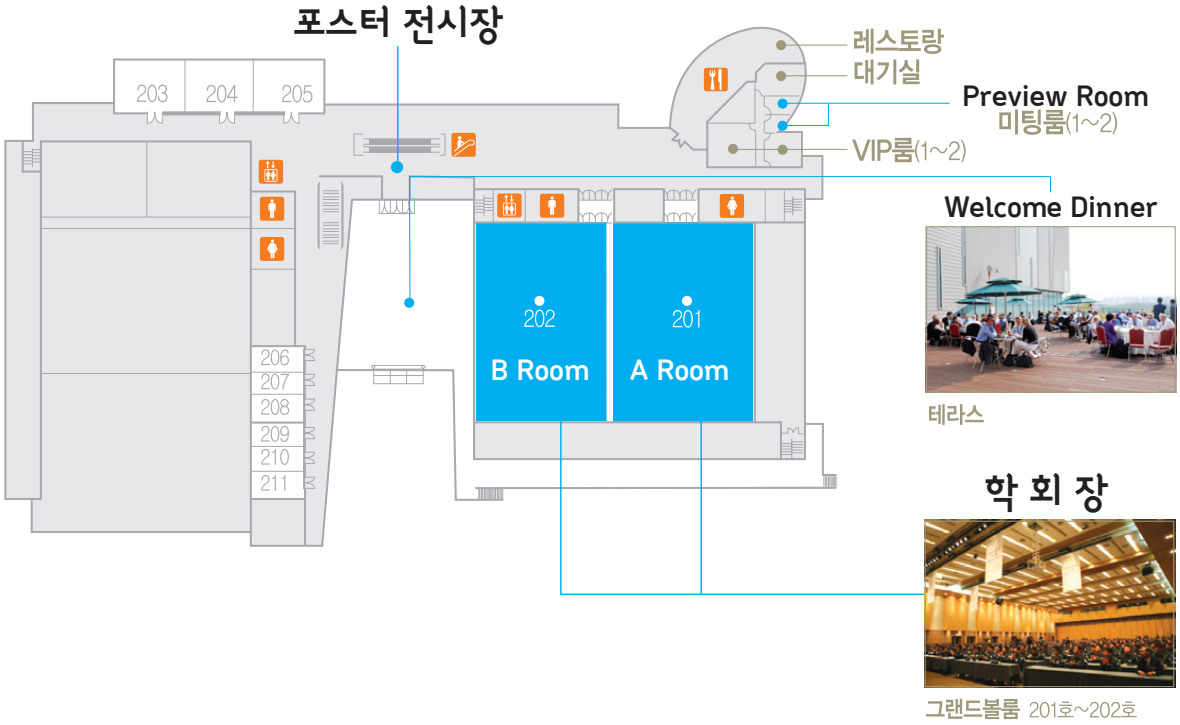 포스터 전시장
레스토랑
대기실
Preview Room
미팅룸(1~2)
VIP룸(1~2)
203
204
205
Welcome Dinner
테라스
202
B Room
201
A Room
206
207
208
209
210
211
학 회 장
그랜드볼룸 201호~202호